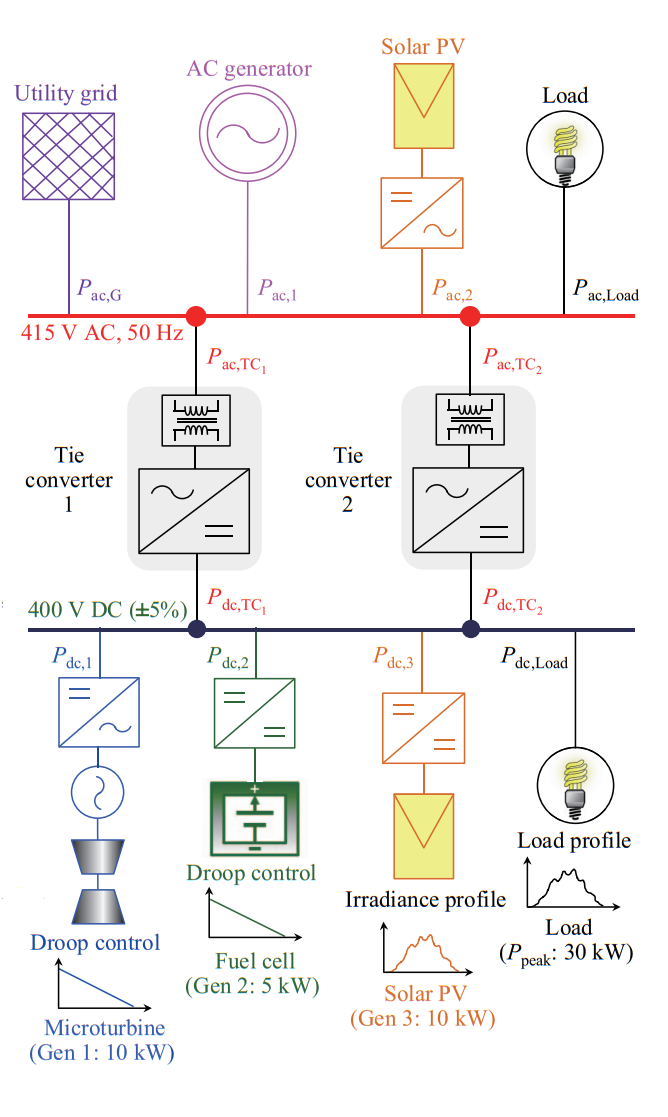 Solar PV
AC generator
Utility grid
Load
Pac,G
Pac,1
Pac,2
Pac,Load
415 V AC, 50 Hz
Pac,TC1
Pac,TC2
Tie
converter
1
Tie
converter
2
400 V DC (±5%)
Pdc,TC1
Pdc,TC2
Pdc,1
Pdc,2
Pdc,3
Pdc,Load
+
Load profile
Droop control
Irradiance profile
Load
(Ppeak: 30 kW)
Droop control
Fuel cell
(Gen 2: 5 kW)
Solar PV
(Gen 3: 10 kW)
Microturbine
(Gen 1: 10 kW)